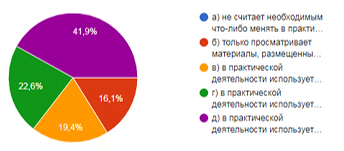 41,9%
22,6%
16,1%
19,4%
а) не считает необходимым
что-либо менять в практи...
б) только просматривает
материалы, размещенны...
в) в практической
деятельности использует...
г) в практической
деятельности использует...
д) в практической
деятельности использует...